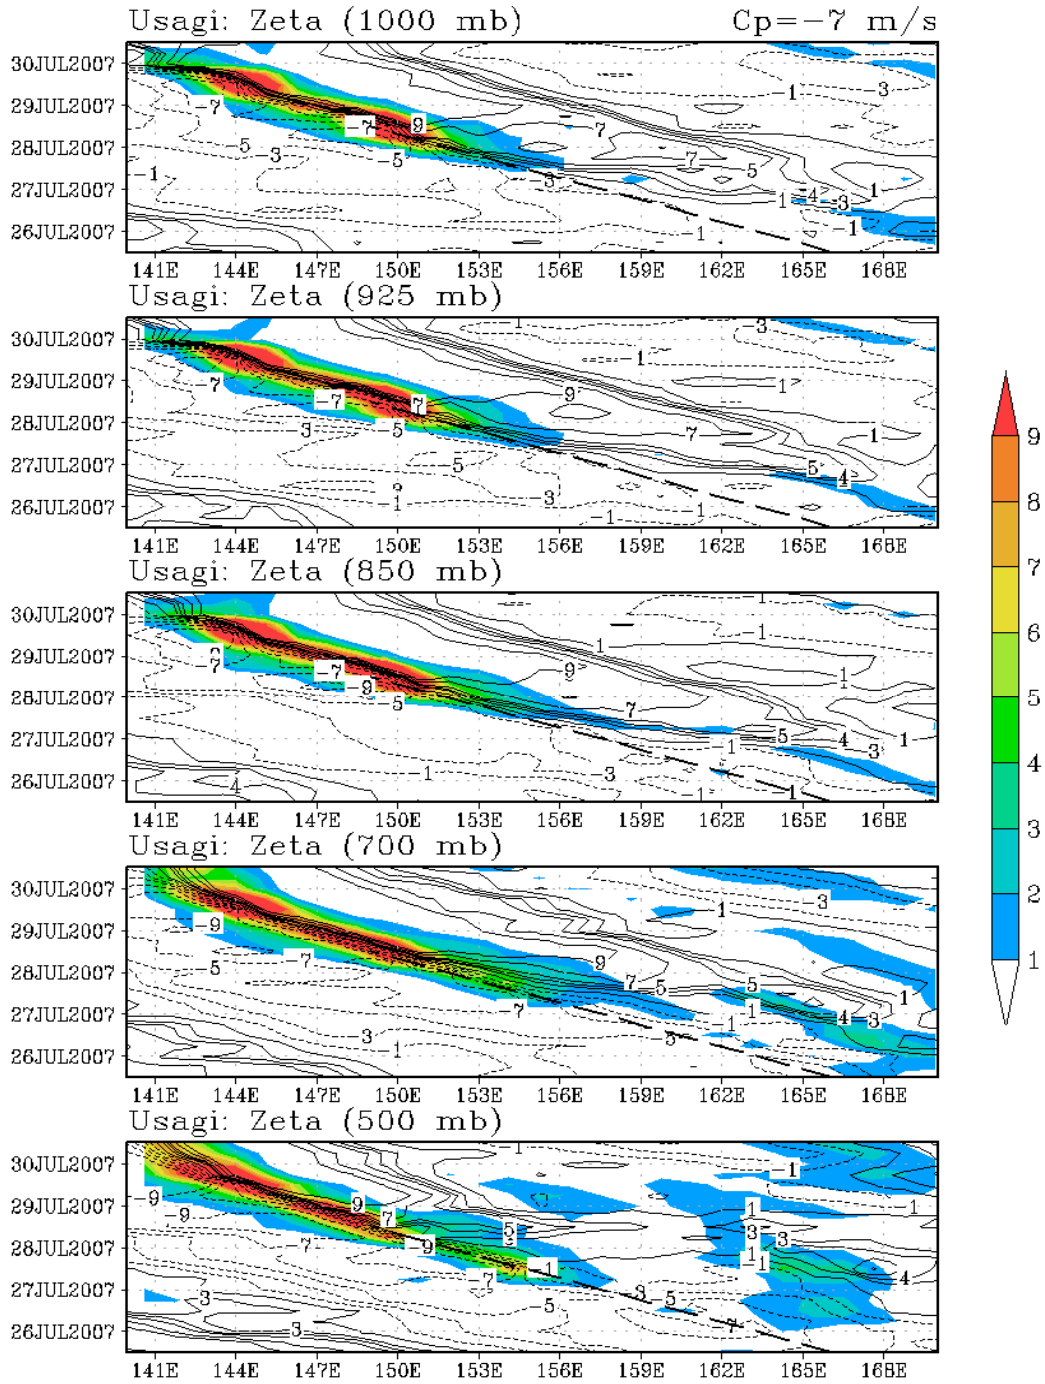 Usagi: Zeta (1000 mb) Cp=−7 m/s
30JUL2007
29JUL2007
28JUL2007
27JUL2007
26JUL2007
141E 144E 147E 150E 153E 156E 159E 162E 165E 168E
Usagi: Zeta (925 mb)
30JUL2007
29JUL2007
28JUL2007
27JUL2007
26JUL2007
141E 144E 147E 150E 153E 156E 159E 162E 165E 168E
Usagi: Zeta (850 mb)
30JUL2007
29JUL2007
28JUL2007
27JUL2007
26JUL2007
141E 144E 147E 150E 153E 156E 159E 162E 165E 168E
Usagi: Zeta (700 mb)
30JUL2007
29JUL2007
28JUL2007
27JUL2007
26JUL2007
141E 144E 147E 150E 153E 156E 159E 162E 165E 168E
Usagi: Zeta (500 mb)
30JUL2007
29JUL2007
28JUL2007
27JUL2007
26JUL2007
141E 144E 147E 150E 153E 156E 159E 162E 165E 168E
9
8
7
6
5
4
3
2
1